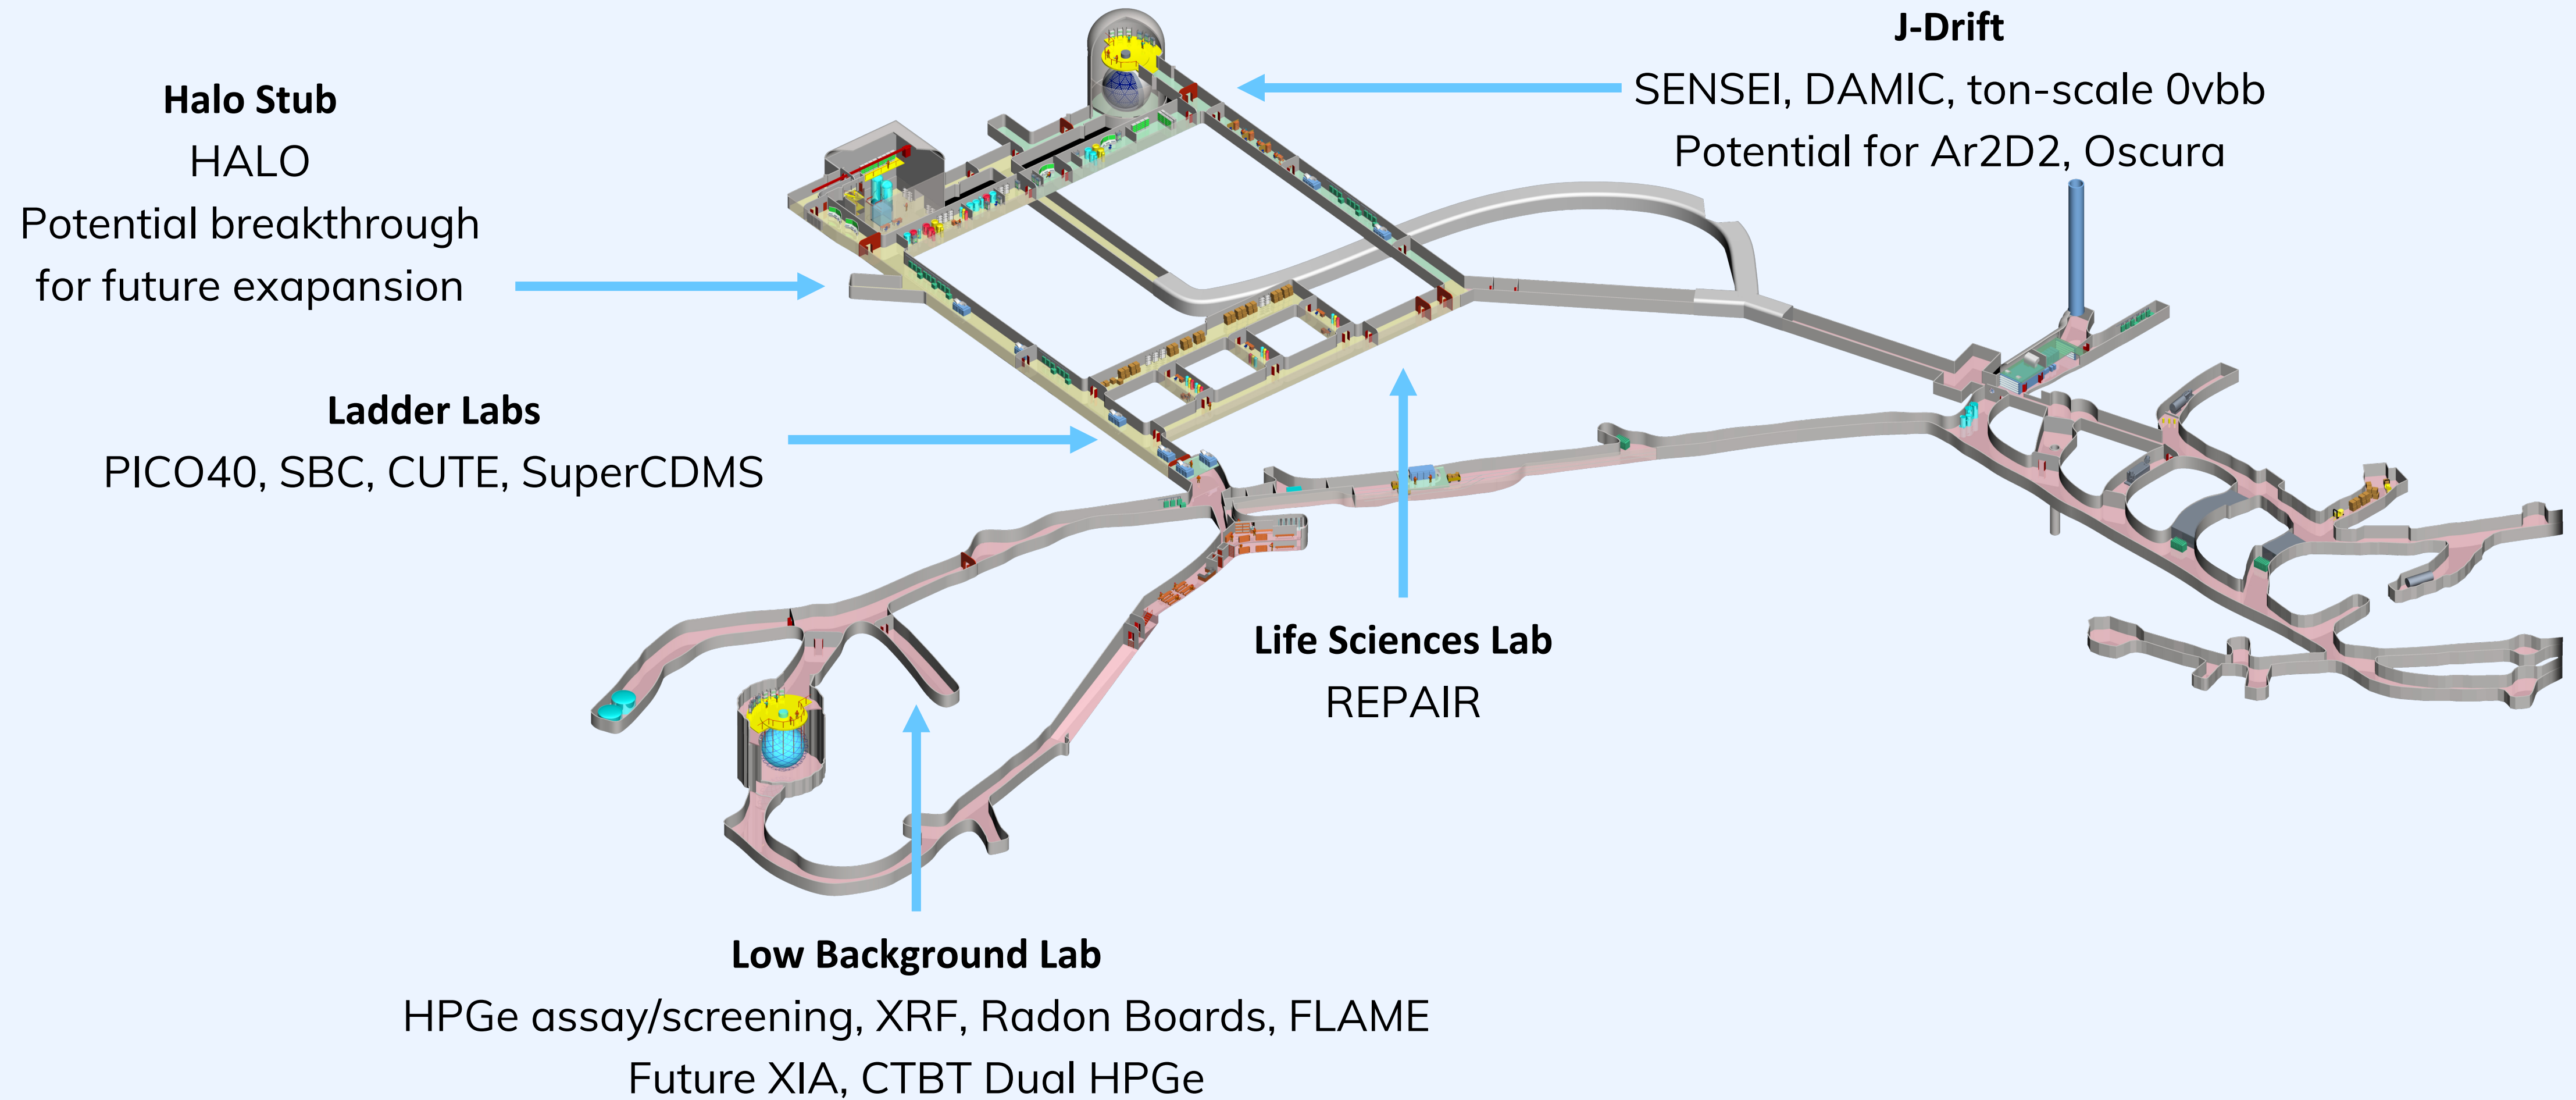 Halo Stub
HALO
Potential breakthrough
for future exapansion
J-Drift
SENSEI, DAMIC, ton-scale 0vbb
Potential for Ar2D2, Oscura
Ladder Labs
PICO40, SBC, CUTE, SuperCDMS
Life Sciences Lab
REPAIR
Low Background Lab
HPGe assay/screening, XRF, Radon Boards, FLAME
Future XIA, CTBT Dual HPGe